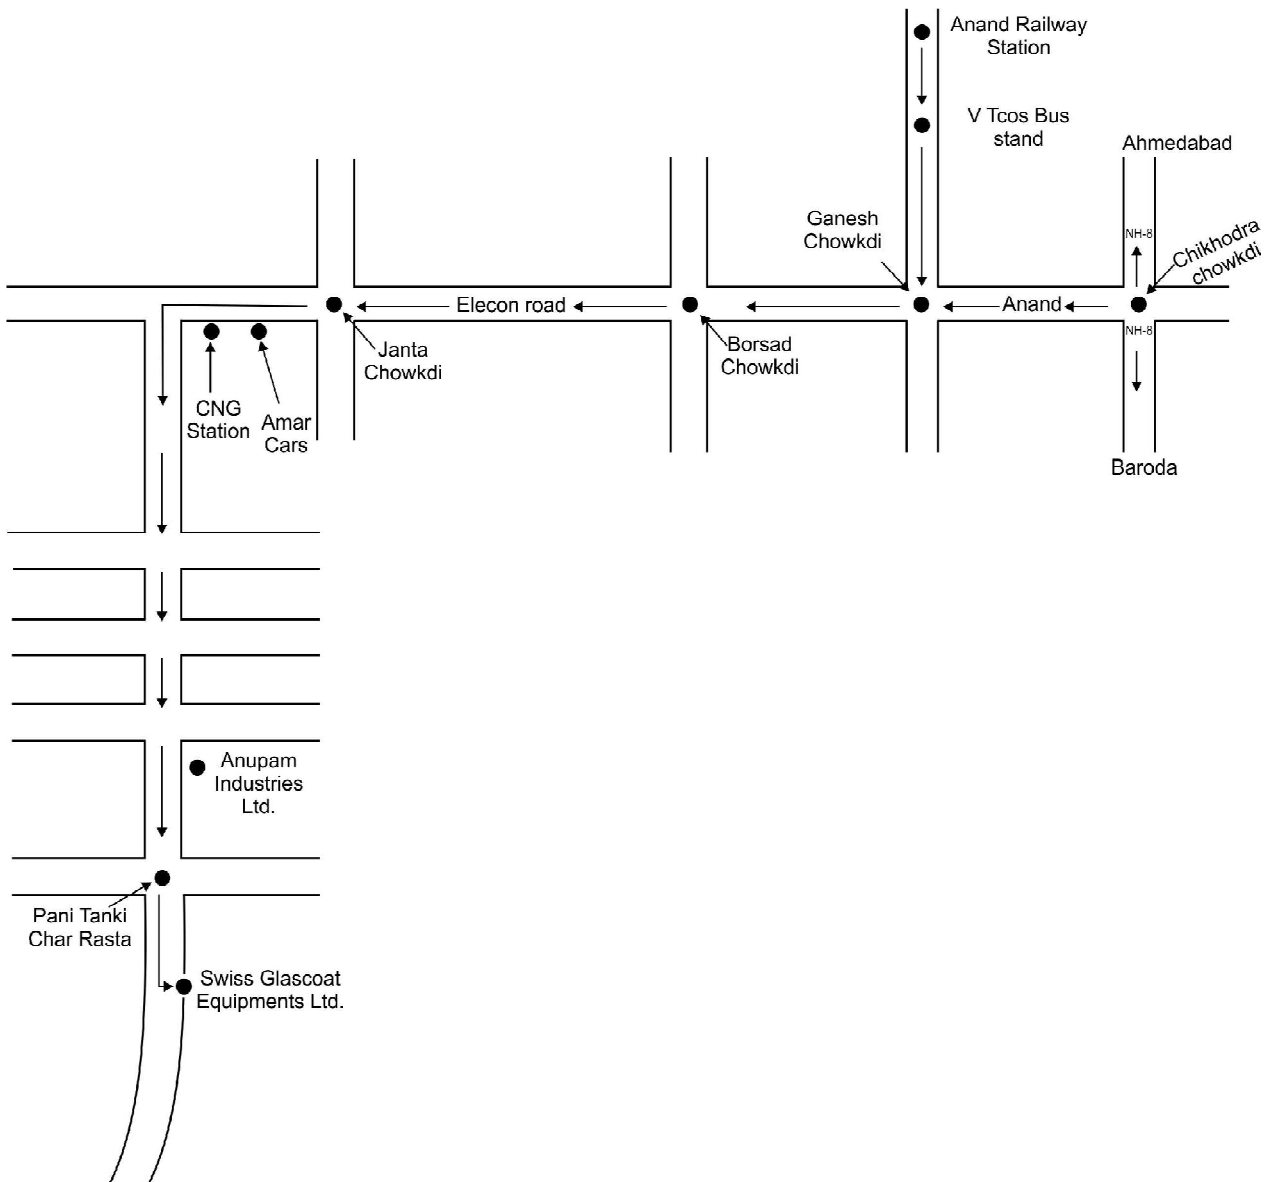 Anand Railway
Station
V Tcos Bus
stand
Ahmedabad
Ganesh
Chowkdi
NH-8
Chikhodra
chowkdi
Elecon road
Anand
NH-8
Janta
Chowkdi
Borsad
Chowkdi
CNG
Station
Amar
Cars
Baroda
Anupam
Industries
Ltd.
Pani Tanki
Char Rasta
Swiss Glascoat
Equipments Ltd.